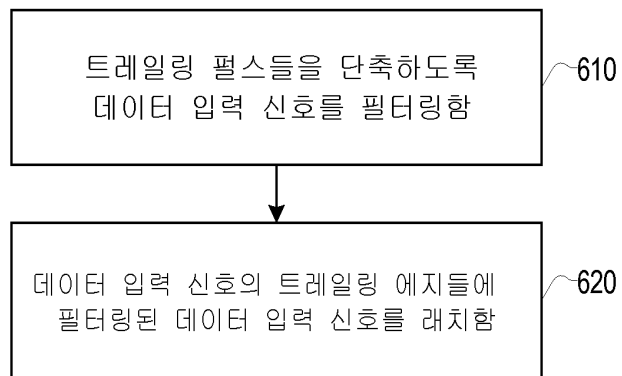 트레일링 펄스들을 단축하도록
데이터 입력 신호를 필터링함
610
데이터 입력 신호의 트레일링 에지들에
필터링된 데이터 입력 신호를 래치함
620